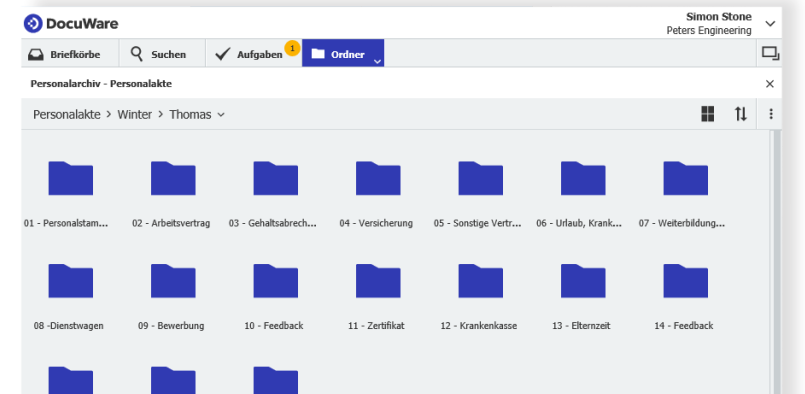 DocuWare
Simon Stone
Peters Engineering
Briefkörbe
Suchen
Aufgaben 1
Ordner
Personalarchiv - Personalakte
Personalakte > Winter > Thomas
01 - Personalstam...
02 - Arbeitsvertrag
03 - Gehaltsabrech...
04 - Versicherung
05 - Sonstige Vertr...
06 - Urlaub, Krank...
07 - Weiterbildung...
08 -Dienstwagen
09 - Bewerbung
10 - Feedback
11 - Zertifikat
12 - Krankenkasse
13 - Elternzeit
14 - Feedback